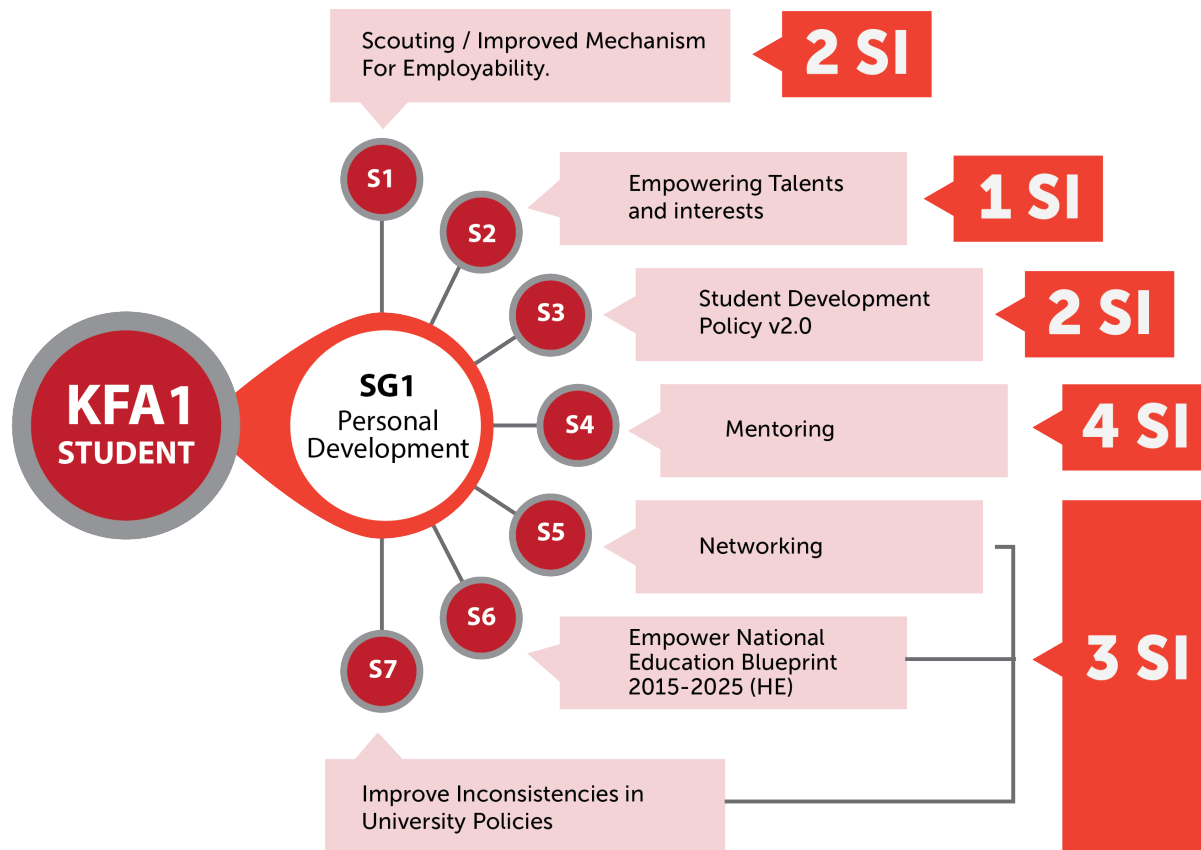 Scouting / Improved Mechanism
For Employability.
2 SI
S1
Empowering Talents
and interests
1 SI
S2
Student Development
Policy v2.0
2 SI
S3
KFA1
STUDENT
SG1
Personal
Development
S4
Mentoring
4 SI
S5
Networking
S6
Empower National
Education Blueprint
2015-2025 (HE)
3 SI
S7
Improve Inconsistencies in
University Policies